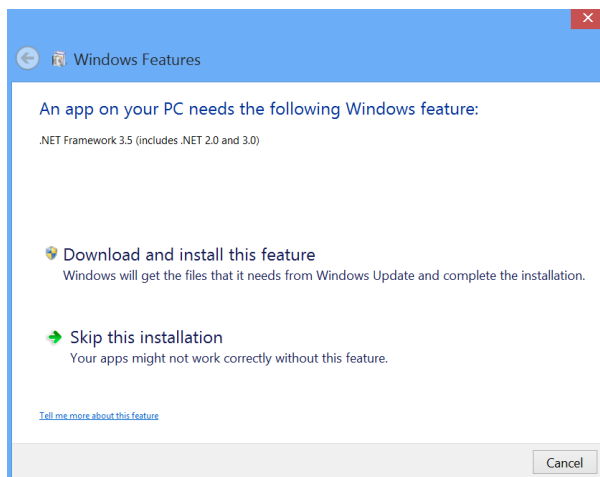 Windows Features
An app on your PC needs the following Windows feature:
.NET Framework 3.5 (includes .NET 2.0 and 3.0)
Download and install this feature
Windows will get the files that it needs from Windows Update and complete the installation.
Skip this installation
Your apps might not work correctly without this feature.
Tell me more about this feature
Cancel